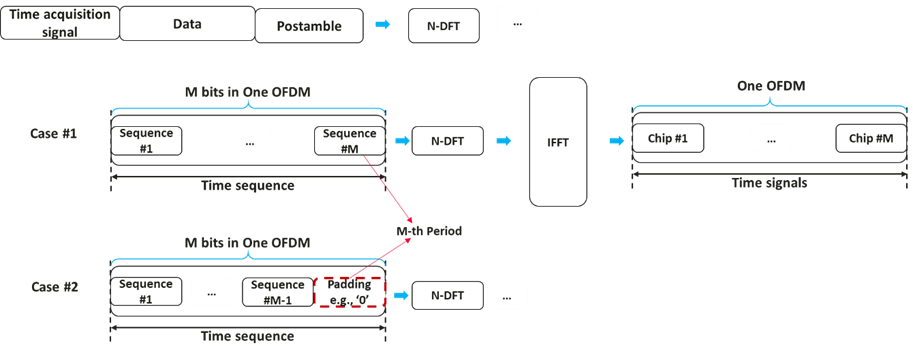 Time acquisition
signal
Data
Postamble
N-DFT
...
M bits in One OFDM
One OFDM
Case #1
Sequence
#1
...
Sequence
#M
N-DFT
IFFT
Chip #1
...
Chip #M
Time sequence
Time signals
M-th Period
M bits in One OFDM
Case #2
Sequence
#1
...
Sequence
#M-1
Padding
e.g., '0'
N-DFT
...
Time sequence